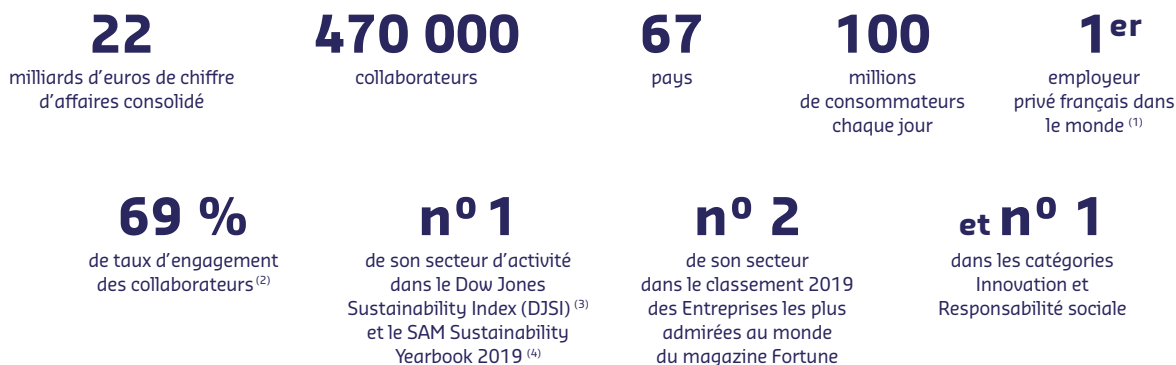 22
milliards d’euros de chiffre
d’affaires consolidé
470 000
collaborateurs
67
pays
100
millions
de consommateurs
chaque jour
1er
employeur
privé français dans
le monde (1)
69 %
de taux d’engagement
des collaborateurs (2)
nº 1
de son secteur d’activité
dans le Dow Jones
Sustainability Index (DJSI) (3)
et le SAM Sustainability
Yearbook 2019 (4)
nº 2
de son secteur
dans le classement 2019
des Entreprises les plus
admirées au monde
du magazine Fortune
et nº 1
dans les catégories
Innovation et
Responsabilité sociale